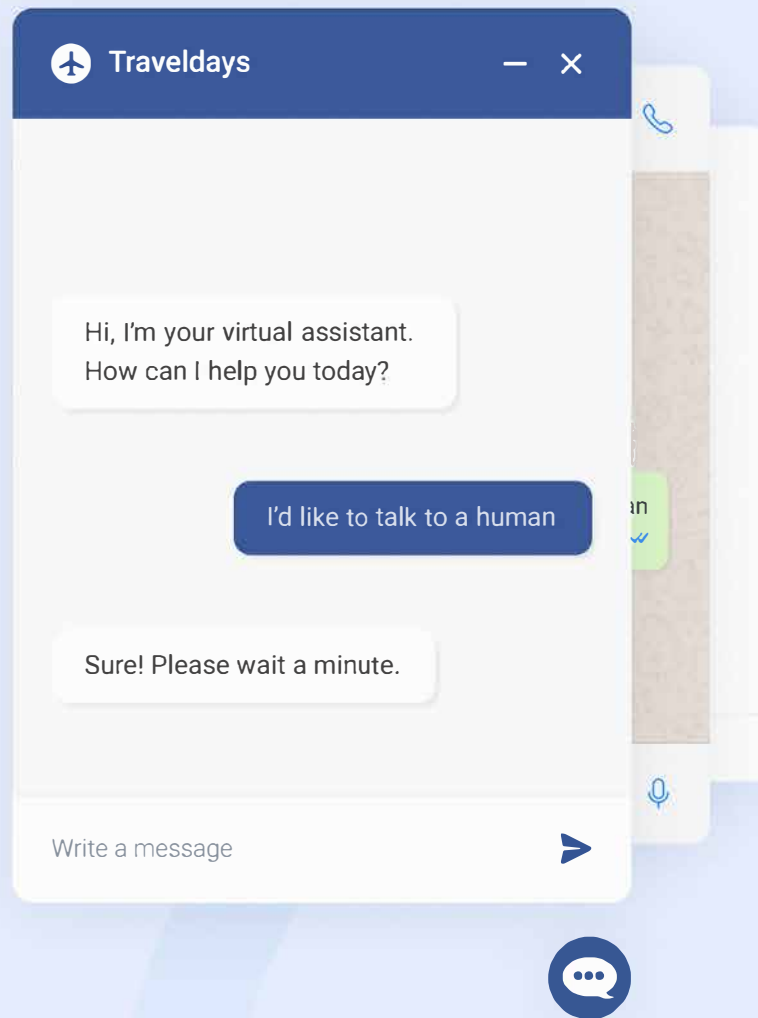 Traveldays
Hi, I'm your virtual assistant.
How can I help you today?
I'd like to talk to a human
Sure! Please wait a minute.
Write a message